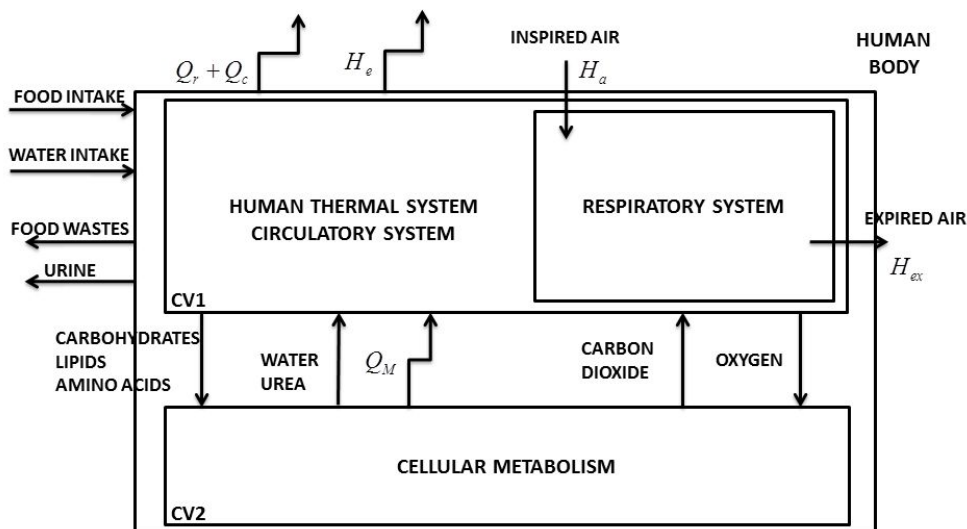 INSPIRED AIR
HUMAN
BODY
Q_r + Q_c
H_e
H_a
FOOD INTAKE
WATER INTAKE
HUMAN THERMAL SYSTEM
CIRCULATORY SYSTEM
RESPIRATORY SYSTEM
FOOD WASTES
EXPIRED AIR
URINE
H_ex
CV1
CARBOHYDRATES
LIPIDS
AMINO ACIDS
WATER
UREA
Q_M
CARBON
DIOXIDE
OXYGEN
CELLULAR METABOLISM
CV2